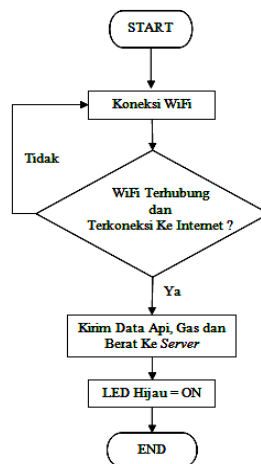 START
Koneksi WiFi
Tidak
WiFi Terhubung
dan
Terkoneksi Ke Internet ?
Ya
Kirim Data Api, Gas dan
Berat Ke Server
LED Hijau = ON
END